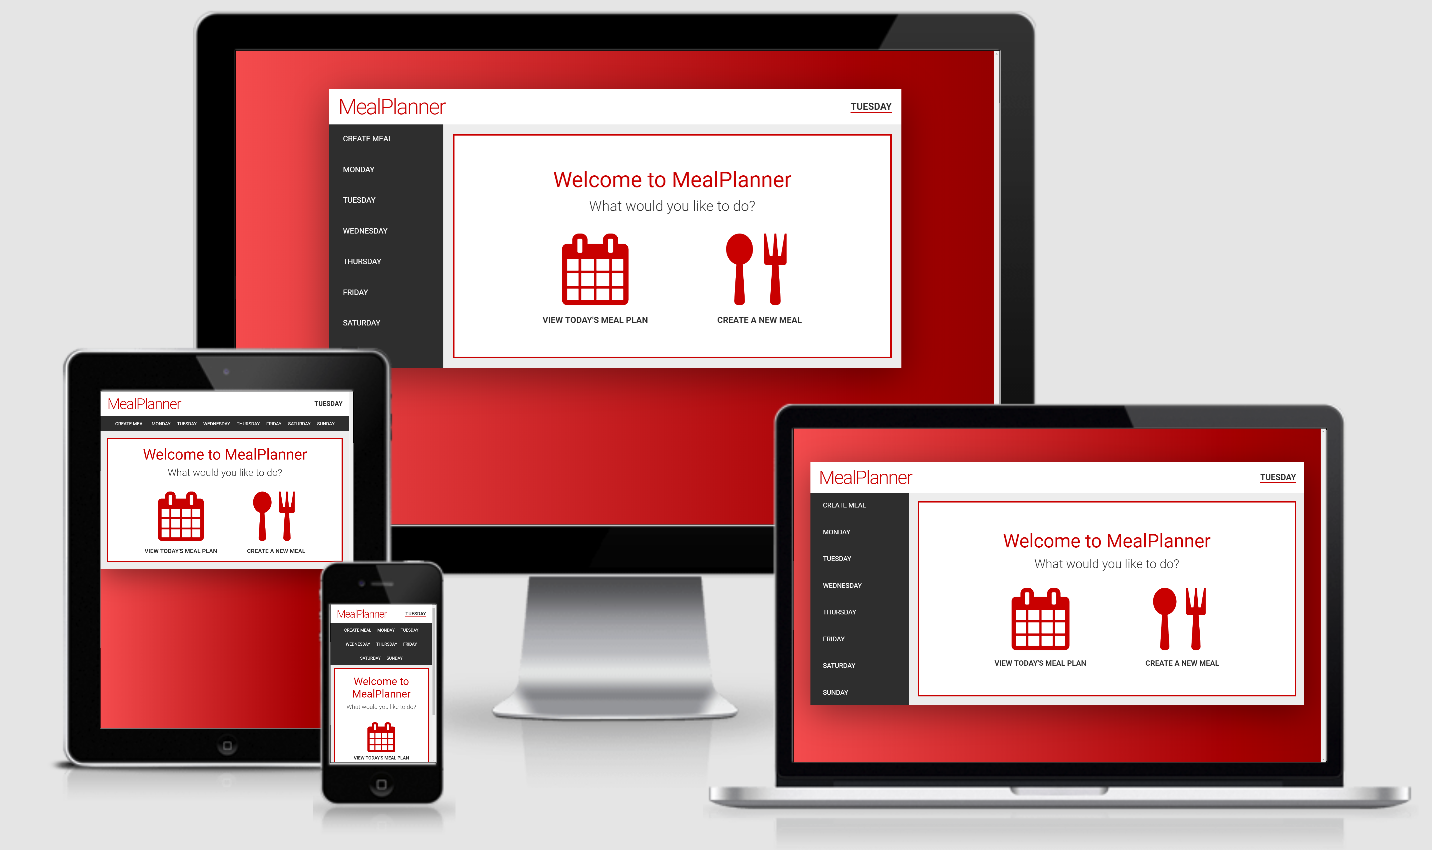 MealPlanner
TUESDAY
CREATE MEAL
MONDAY
TUESDAY
WEDNESDAY
THURSDAY
FRIDAY
SATURDAY
Welcome to MealPlanner
What would you like to do?
VIEW TODAY'S MEAL PLAN
CREATE A NEW MEAL
MealPlanner
TUESDAY
CREATE MEAL MONDAY TUESDAY WEDNESDAY THURSDAY FRIDAY SATURDAY SUNDAY
Welcome to MealPlanner
What would you like to do?
VIEW TODAY'S MEAL PLAN
CREATE A NEW MEAL
MealPlanner
TUESDAY
CREATE MEAL MONDAY TUESDAY
WEDNESDAY THURSDAY FRIDAY
SATURDAY SUNDAY
Welcome to
MealPlanner
What would you like to do?
VIEW TODAY'S MEAL PLAN
MealPlanner
TUESDAY
CREATE MEAL
MONDAY
TUESDAY
WEDNESDAY
THURSDAY
FRIDAY
SATURDAY
SUNDAY
Welcome to MealPlanner
What would you like to do?
VIEW TODAY'S MEAL PLAN
CREATE A NEW MEAL